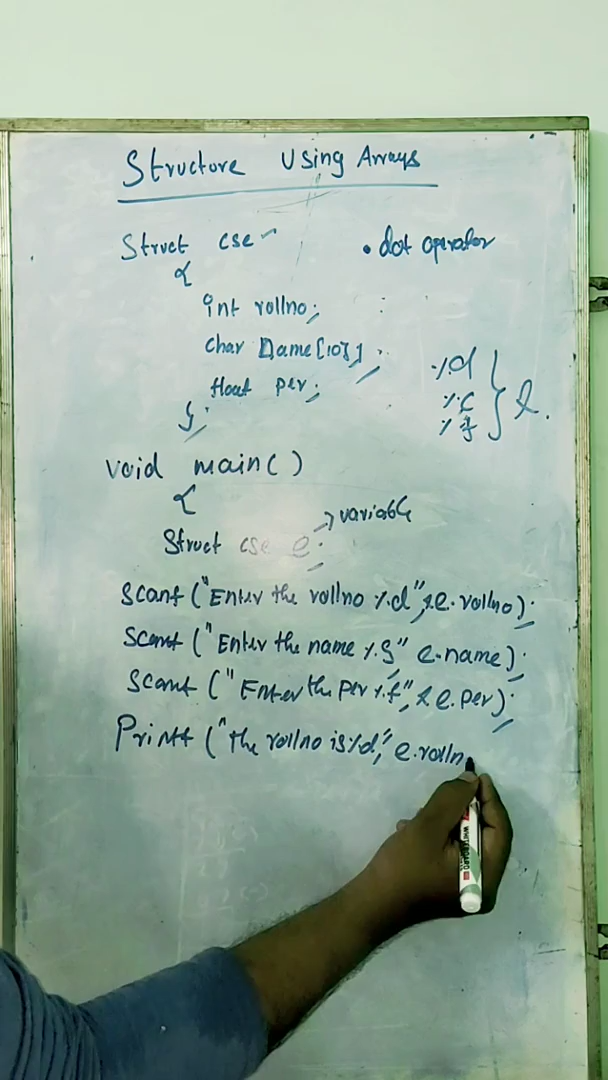 Structure Using Arrays
Struct cse
• dot operator
{
int rollno;
char Name[10];
float per;
};
%d
%c
%f
} &.
void main()
{
Struct cse e;
→ variable
Scanf ("Enter the rollno %d", &e.rollno);
Scanf ("Enter the name %s", e.name);
Scanf ("Enter the per %f", &e.per);
Printf ("the rollno is %d", e.rolln
WHITEBOARD